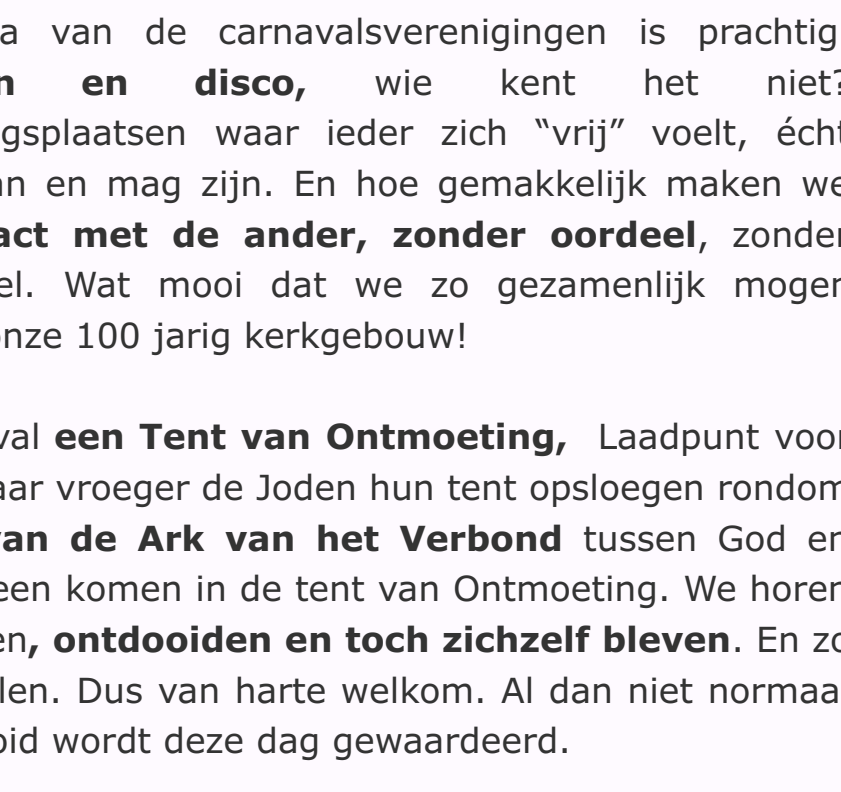 a van de carnavalsverenigingen is prachtig
n en disco, wie kent het niet?
gsplaatsen waar ieder zich “vrij” voelt, écht
an en mag zijn. En hoe gemakkelijk maken we
act met de ander, zonder oordeel, zonder
el. Wat mooi dat we zo gezamenlijk mogen
onze 100 jarig kerkgebouw!
val een Tent van Ontmoeting, Laadpunt voor
aar vroeger de Joden hun tent opsloegen rondom
van de Ark van het Verbond tussen God en
een komen in de tent van Ontmoeting. We horen
en, ontdooiden en toch zichzelf bleven. En zo
len. Dus van harte welkom. Al dan niet normaa
oid wordt deze dag gewaardeerd.